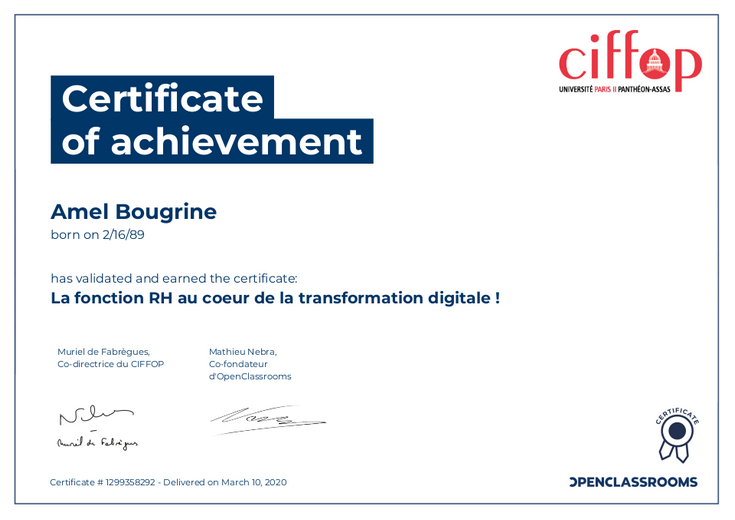 ciffop
UNIVERSITÉ PARIS II PANTHÉON-ASSAS
Certificate
of achievement
Amel Bougrine
born on 2/16/89
has validated and earned the certificate:
La fonction RH au coeur de la transformation digitale !
Muriel de Fabrègues,
Co-directrice du CIFFOP
Mathieu Nebra,
Co-fondateur
d'OpenClassrooms
Muriel de Fabrègues
CERTIFICATE
Certificate # 1299358292 - Delivered on March 10, 2020
OPENCLASSROOMS